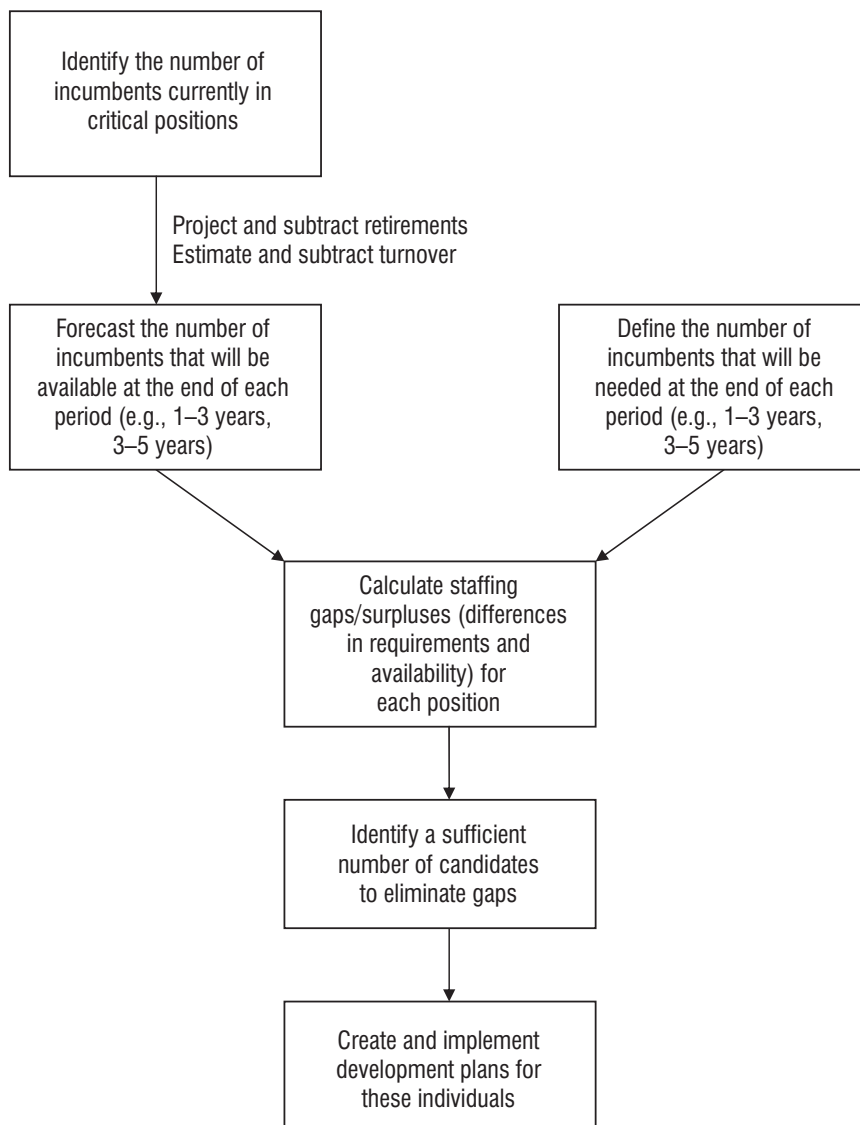 Identify the number of
incumbents currently in
critical positions
Project and subtract retirements
Estimate and subtract turnover
Forecast the number of
incumbents that will be
available at the end of each
period (e.g., 1–3 years,
3–5 years)
Define the number of
incumbents that will be
needed at the end of each
period (e.g., 1–3 years,
3–5 years)
Calculate staffing
gaps/surpluses (differences
in requirements and
availability) for
each position
Identify a sufficient
number of candidates
to eliminate gaps
Create and implement
development plans for
these individuals